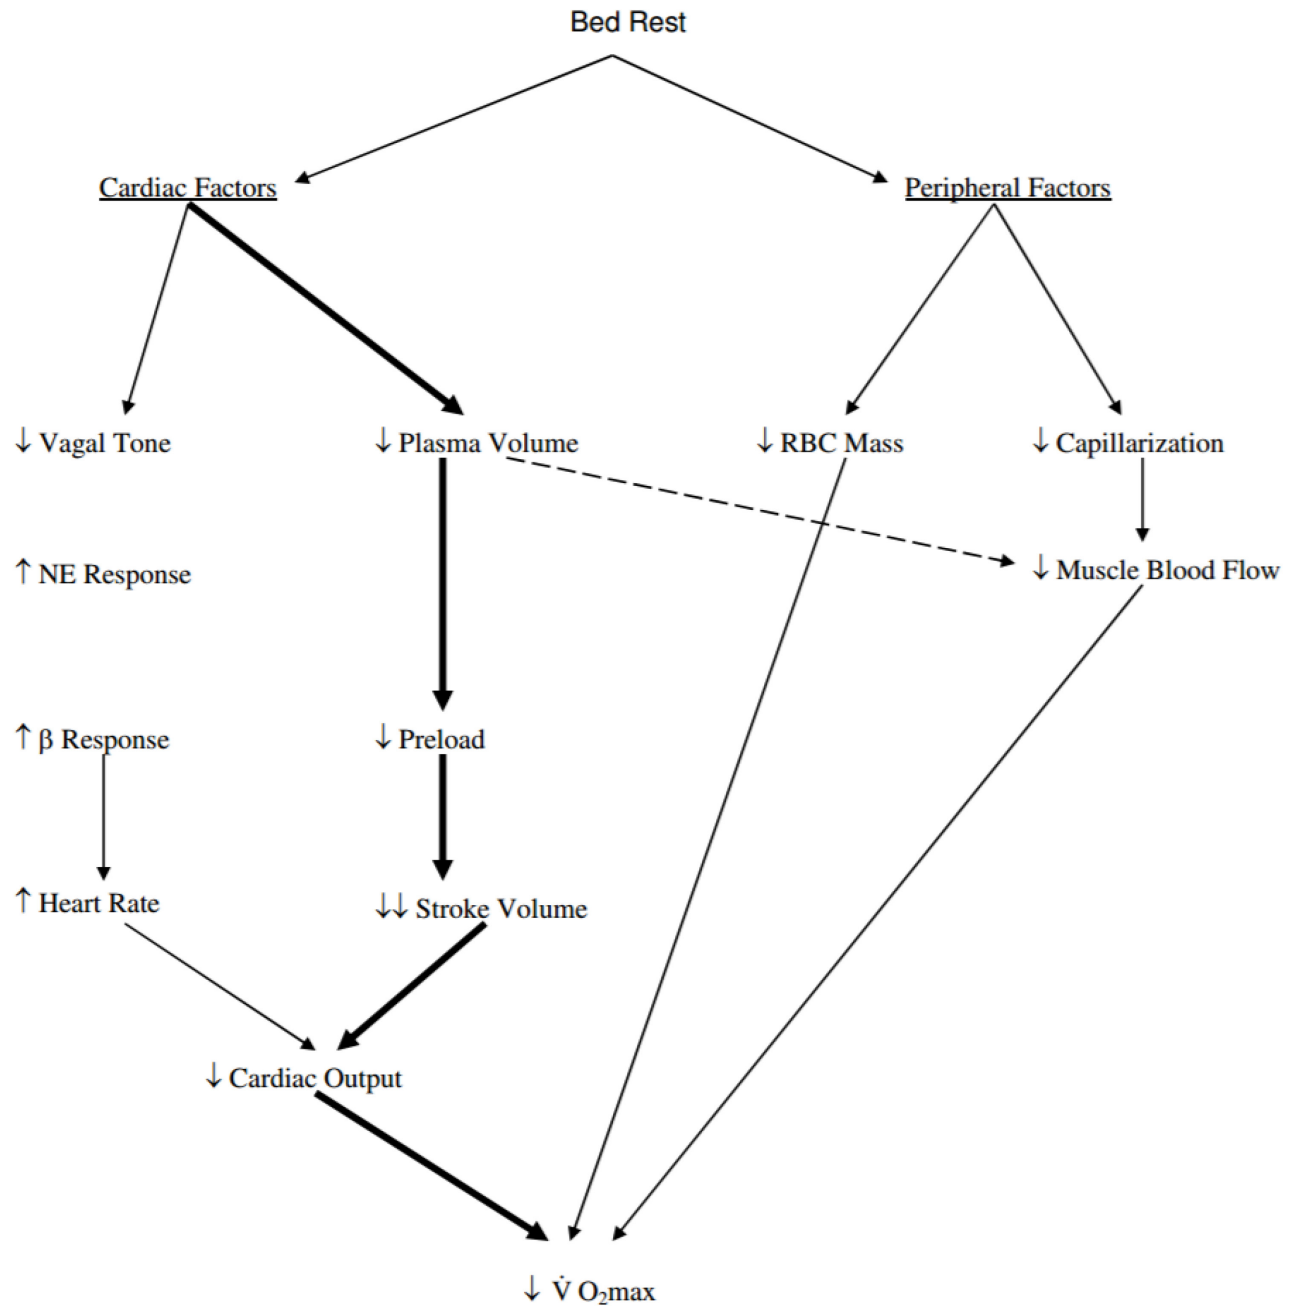 Bed Rest
Cardiac Factors
Peripheral Factors
↓ Vagal Tone
↓ Plasma Volume
↓ RBC Mass
↓ Capillarization
↑ NE Response
↓ Muscle Blood Flow
↑ β Response
↓ Preload
↑ Heart Rate
↓↓ Stroke Volume
↓ Cardiac Output
↓ V̇ O₂max